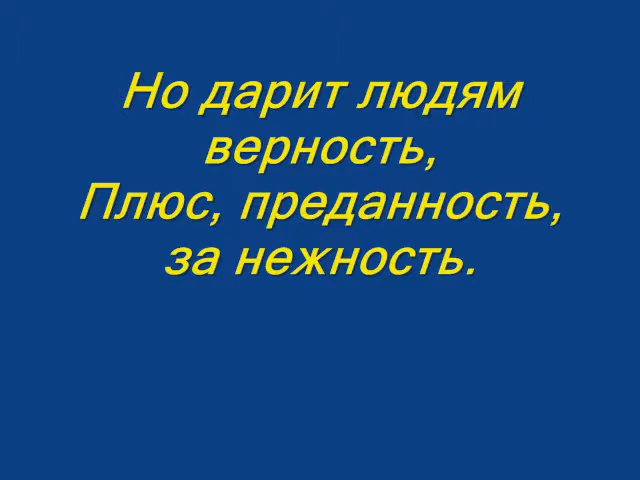 Но дарит людям
верность,
Плюс, преданность,
за нежность.